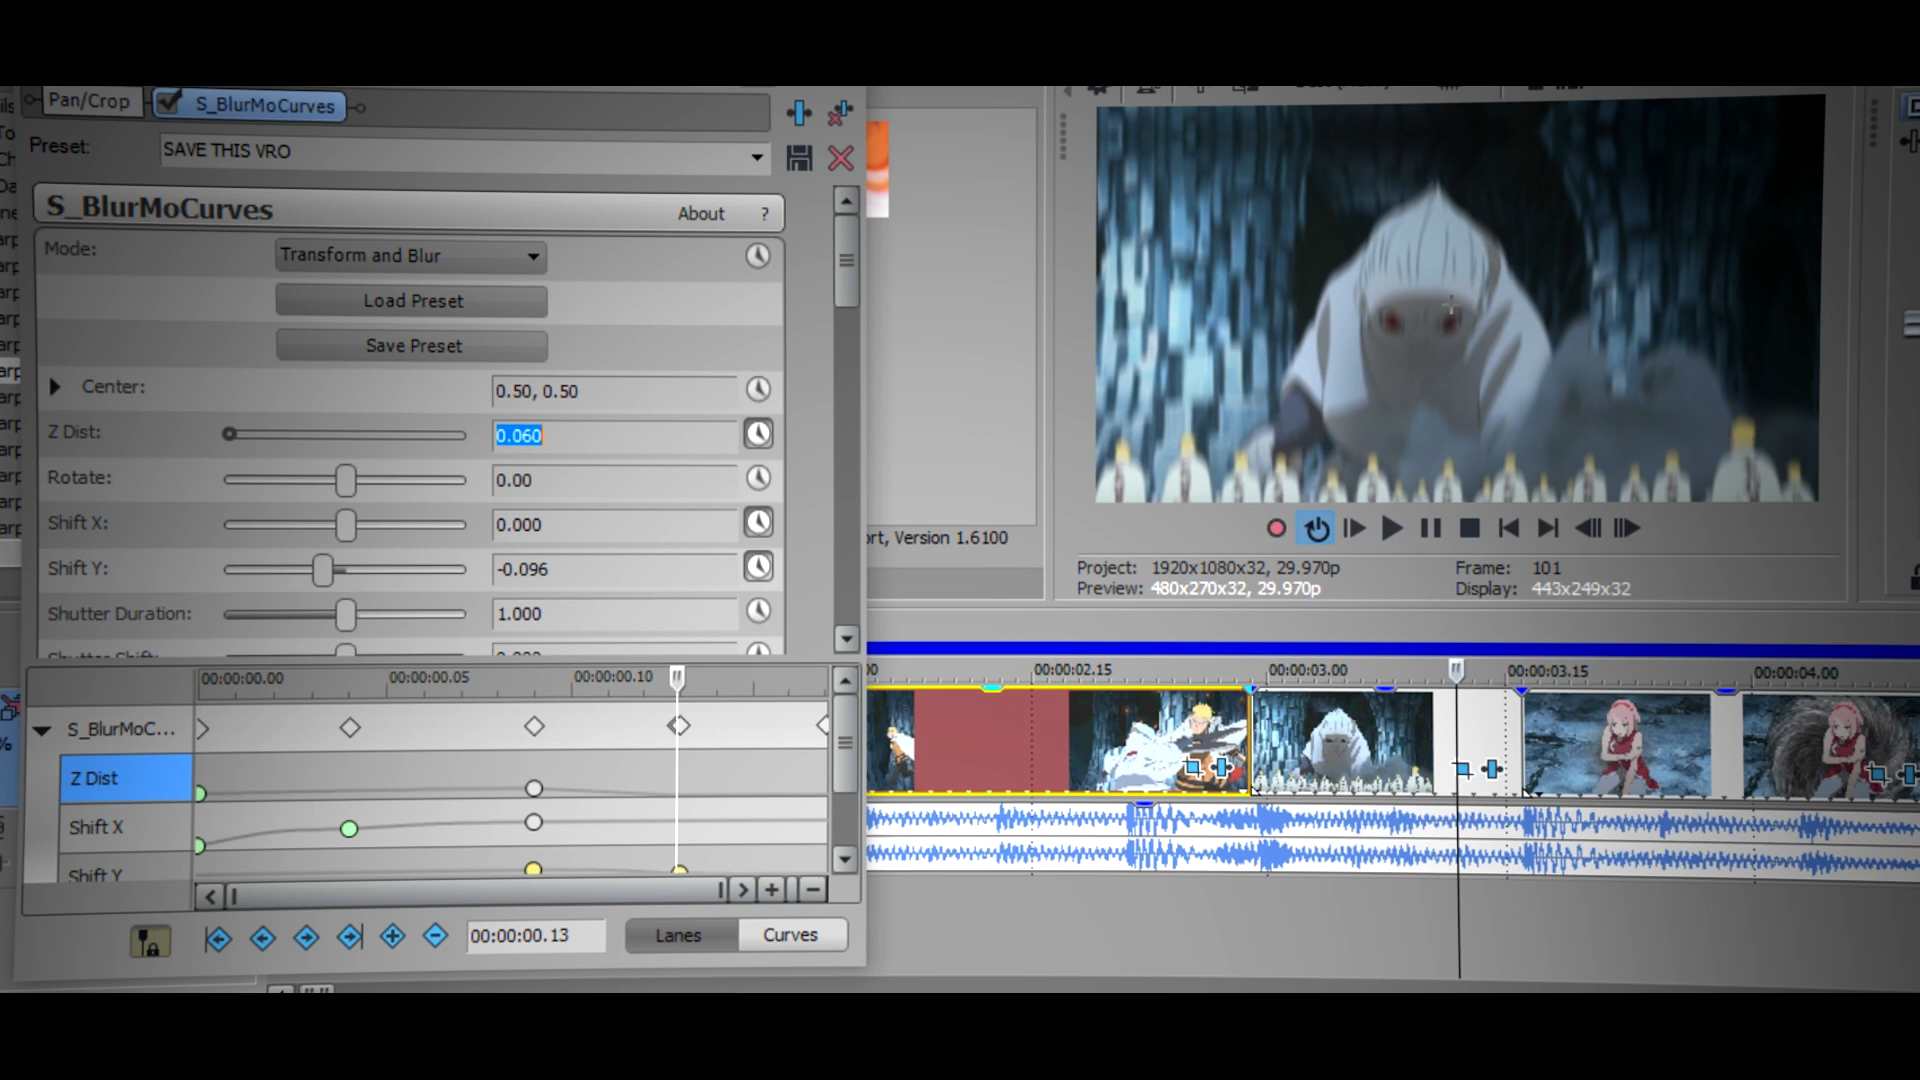 Pan/Crop
S_BlurMoCurves
Preset:
SAVE THIS VRO
S_BlurMoCurves
About
?
Mode:
Transform and Blur
Load Preset
Save Preset
Center:
0.50, 0.50
Z Dist:
0.060
Rotate:
0.00
Shift X:
0.000
Shift Y:
-0.096
Shutter Duration:
1.000
rt, Version 1.6100
Project: 1920x1080x32, 29.970p
Frame: 101
Preview: 480x270x32, 29.970p
Display: 443x249x32
00:00:00.00
00:00:00.05
00:00:00.10
S_BlurMoC...
Z Dist
Shift X
Shift Y
00:00:00.13
Lanes
Curves
00
00:00:02.15
00:00:03.00
00:00:03.15
00:00:04.00